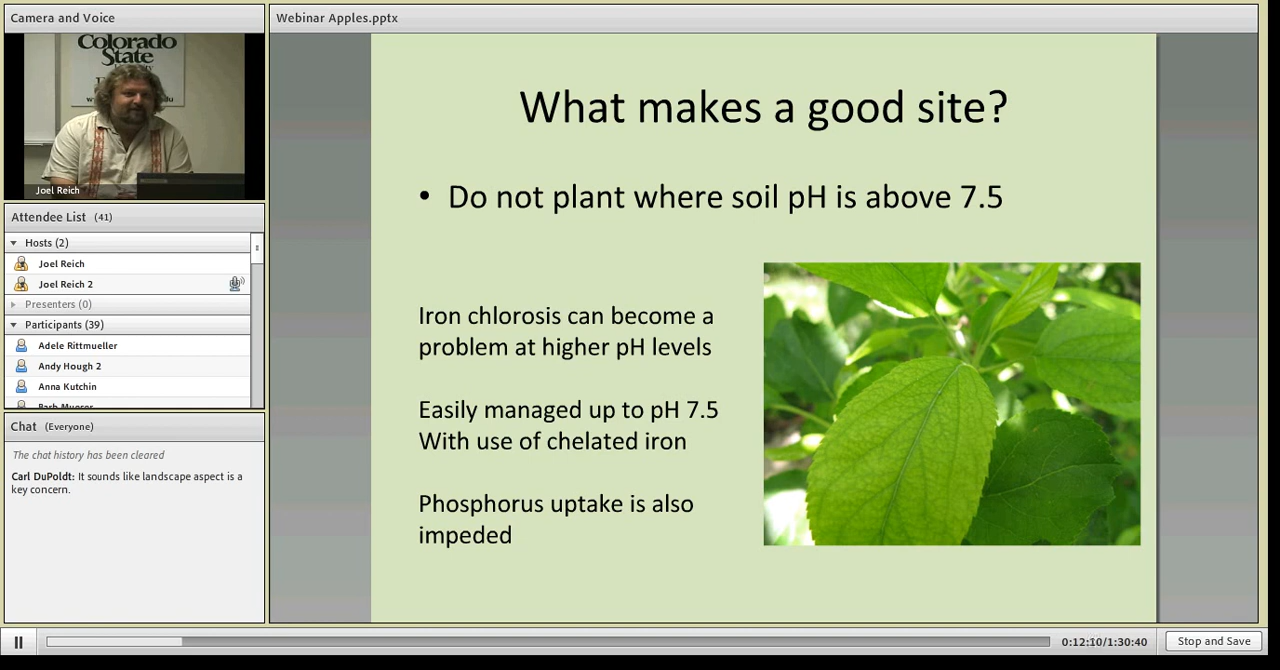 Camera and Voice
Colorado
State
Joel Reich
Attendee List (41)
Hosts (2)
Joel Reich
Joel Reich 2
Presenters (0)
Participants (39)
Adele Rittmueller
Andy Hough 2
Anna Kutchin
Chat (Everyone)
The chat history has been cleared
Carl DuPoldt: It sounds like landscape aspect is a
key concern.
Webinar Apples.pptx
What makes a good site?
• Do not plant where soil pH is above 7.5
Iron chlorosis can become a
problem at higher pH levels
Easily managed up to pH 7.5
With use of chelated iron
Phosphorus uptake is also
impeded
0:12:10/1:30:40
Stop and Save